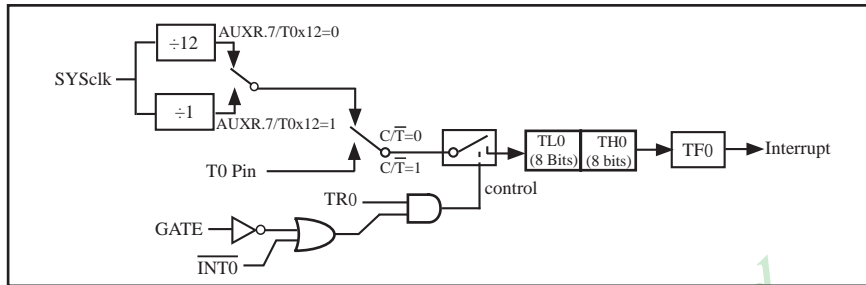 AUXR.7/T0x12=0
÷12
SYSclk
÷1
AUXR.7/T0x12=1
C/T̅=0
C/T̅=1
T0 Pin
TL0
(8 Bits)
TH0
(8 bits)
TF0
Interrupt
control
TR0
GATE
I̅N̅T̅0̅